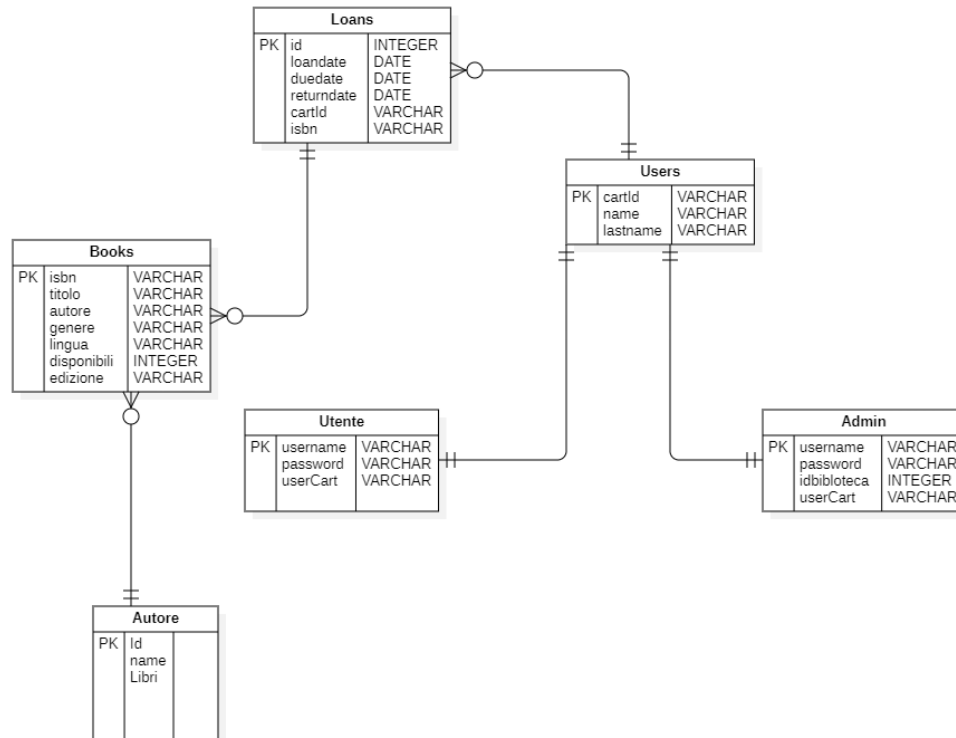 Loans
PK id INTEGER
loandate DATE
duedate DATE
returndate DATE
cartId VARCHAR
isbn VARCHAR
Users
PK cartId VARCHAR
name VARCHAR
lastname VARCHAR
Books
PK isbn VARCHAR
titolo VARCHAR
autore VARCHAR
genere VARCHAR
lingua VARCHAR
disponibili INTEGER
edizione VARCHAR
Utente
PK username VARCHAR
password VARCHAR
userCart VARCHAR
Admin
PK username VARCHAR
password VARCHAR
idbibloteca INTEGER
userCart VARCHAR
Autore
PK Id
name
Libri